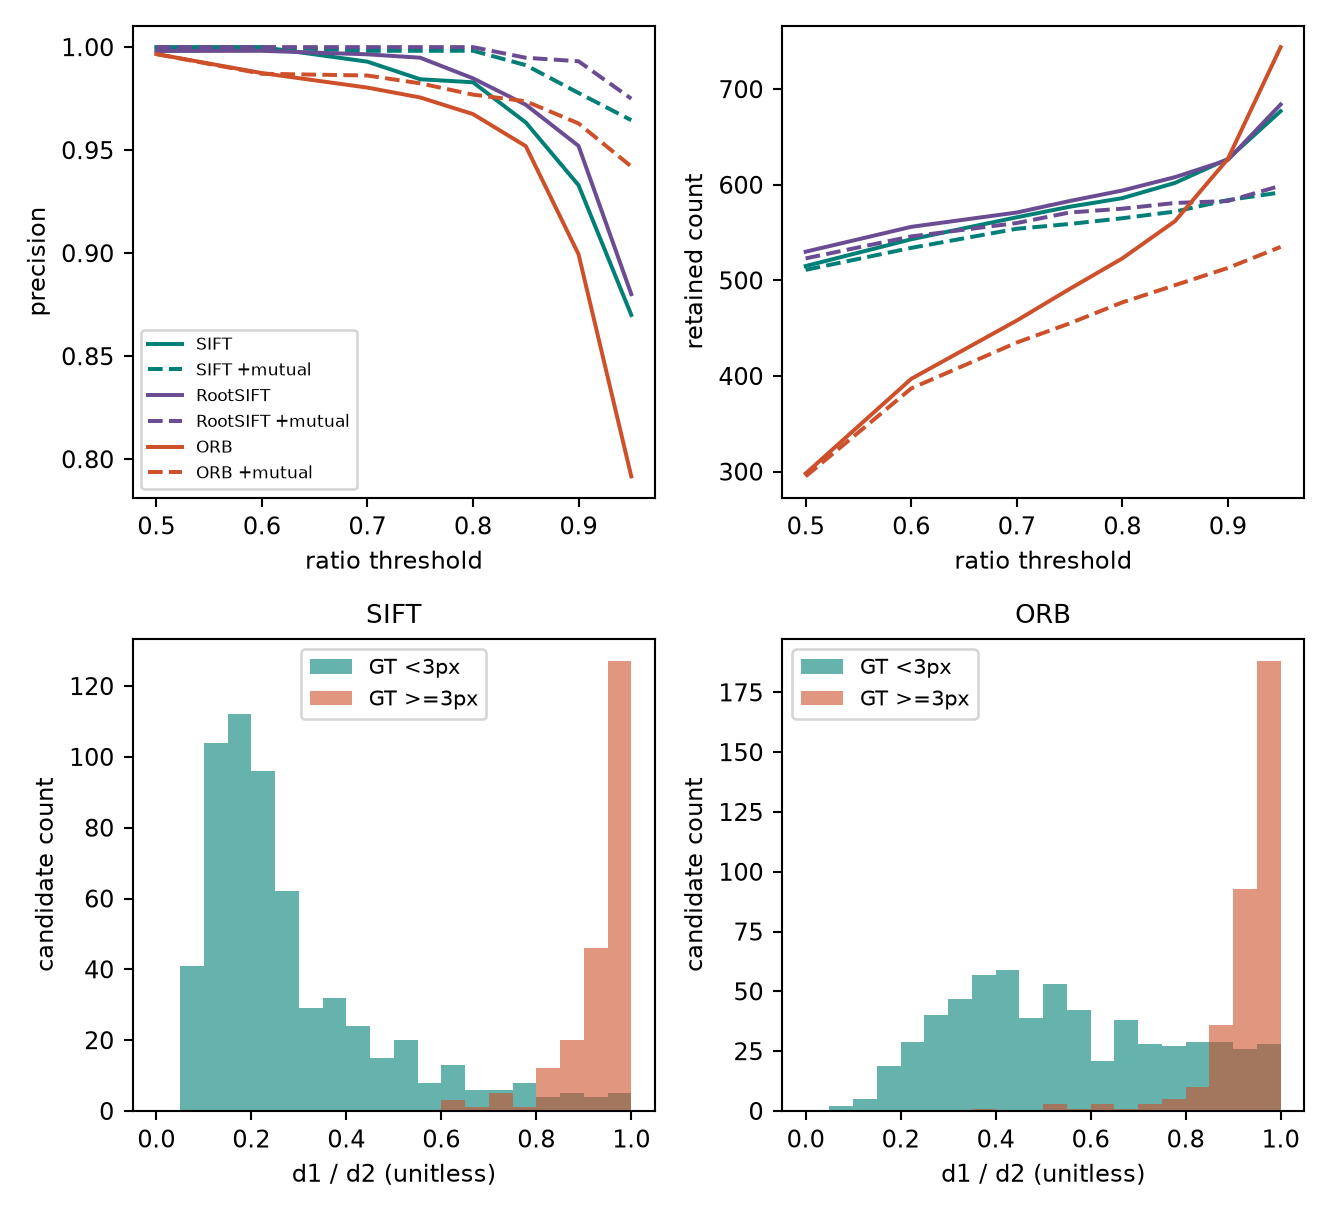 precision
1.00
0.95
0.90
0.85
0.80
SIFT
SIFT +mutual
RootSIFT
RootSIFT +mutual
ORB
ORB +mutual
0.5 0.6 0.7 0.8 0.9
ratio threshold
retained count
700
600
500
400
300
0.5 0.6 0.7 0.8 0.9
ratio threshold
SIFT
candidate count
120
100
80
60
40
20
0
GT <3px
GT >=3px
0.0 0.2 0.4 0.6 0.8 1.0
d1 / d2 (unitless)
ORB
candidate count
175
150
125
100
75
50
25
0
GT <3px
GT >=3px
0.0 0.2 0.4 0.6 0.8 1.0
d1 / d2 (unitless)